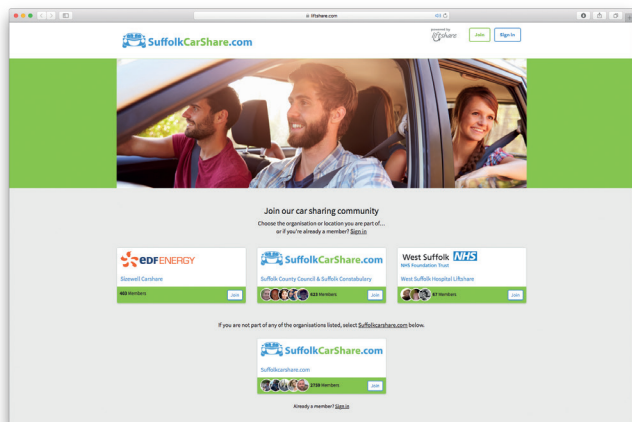 liftshare.com
SuffolkCarShare.com
powered by
liftshare
Join
Sign in
Join our car sharing community
Choose the organisation or location you are part of...
or if you're already a member? Sign in
EDF ENERGY
Sizewell Carshare
403 Members
Join
SuffolkCarShare.com
Suffolk County Council & Suffolk Constabulary
633 Members
Join
West Suffolk NHS
NHS Foundation Trust
West Suffolk Hospital Liftshare
67 Members
Join
If you are not part of any of the organisations listed, select Suffolkcarshare.com below.
SuffolkCarShare.com
Suffolkcarshare.com
2769 Members
Join
Already a member? Sign in